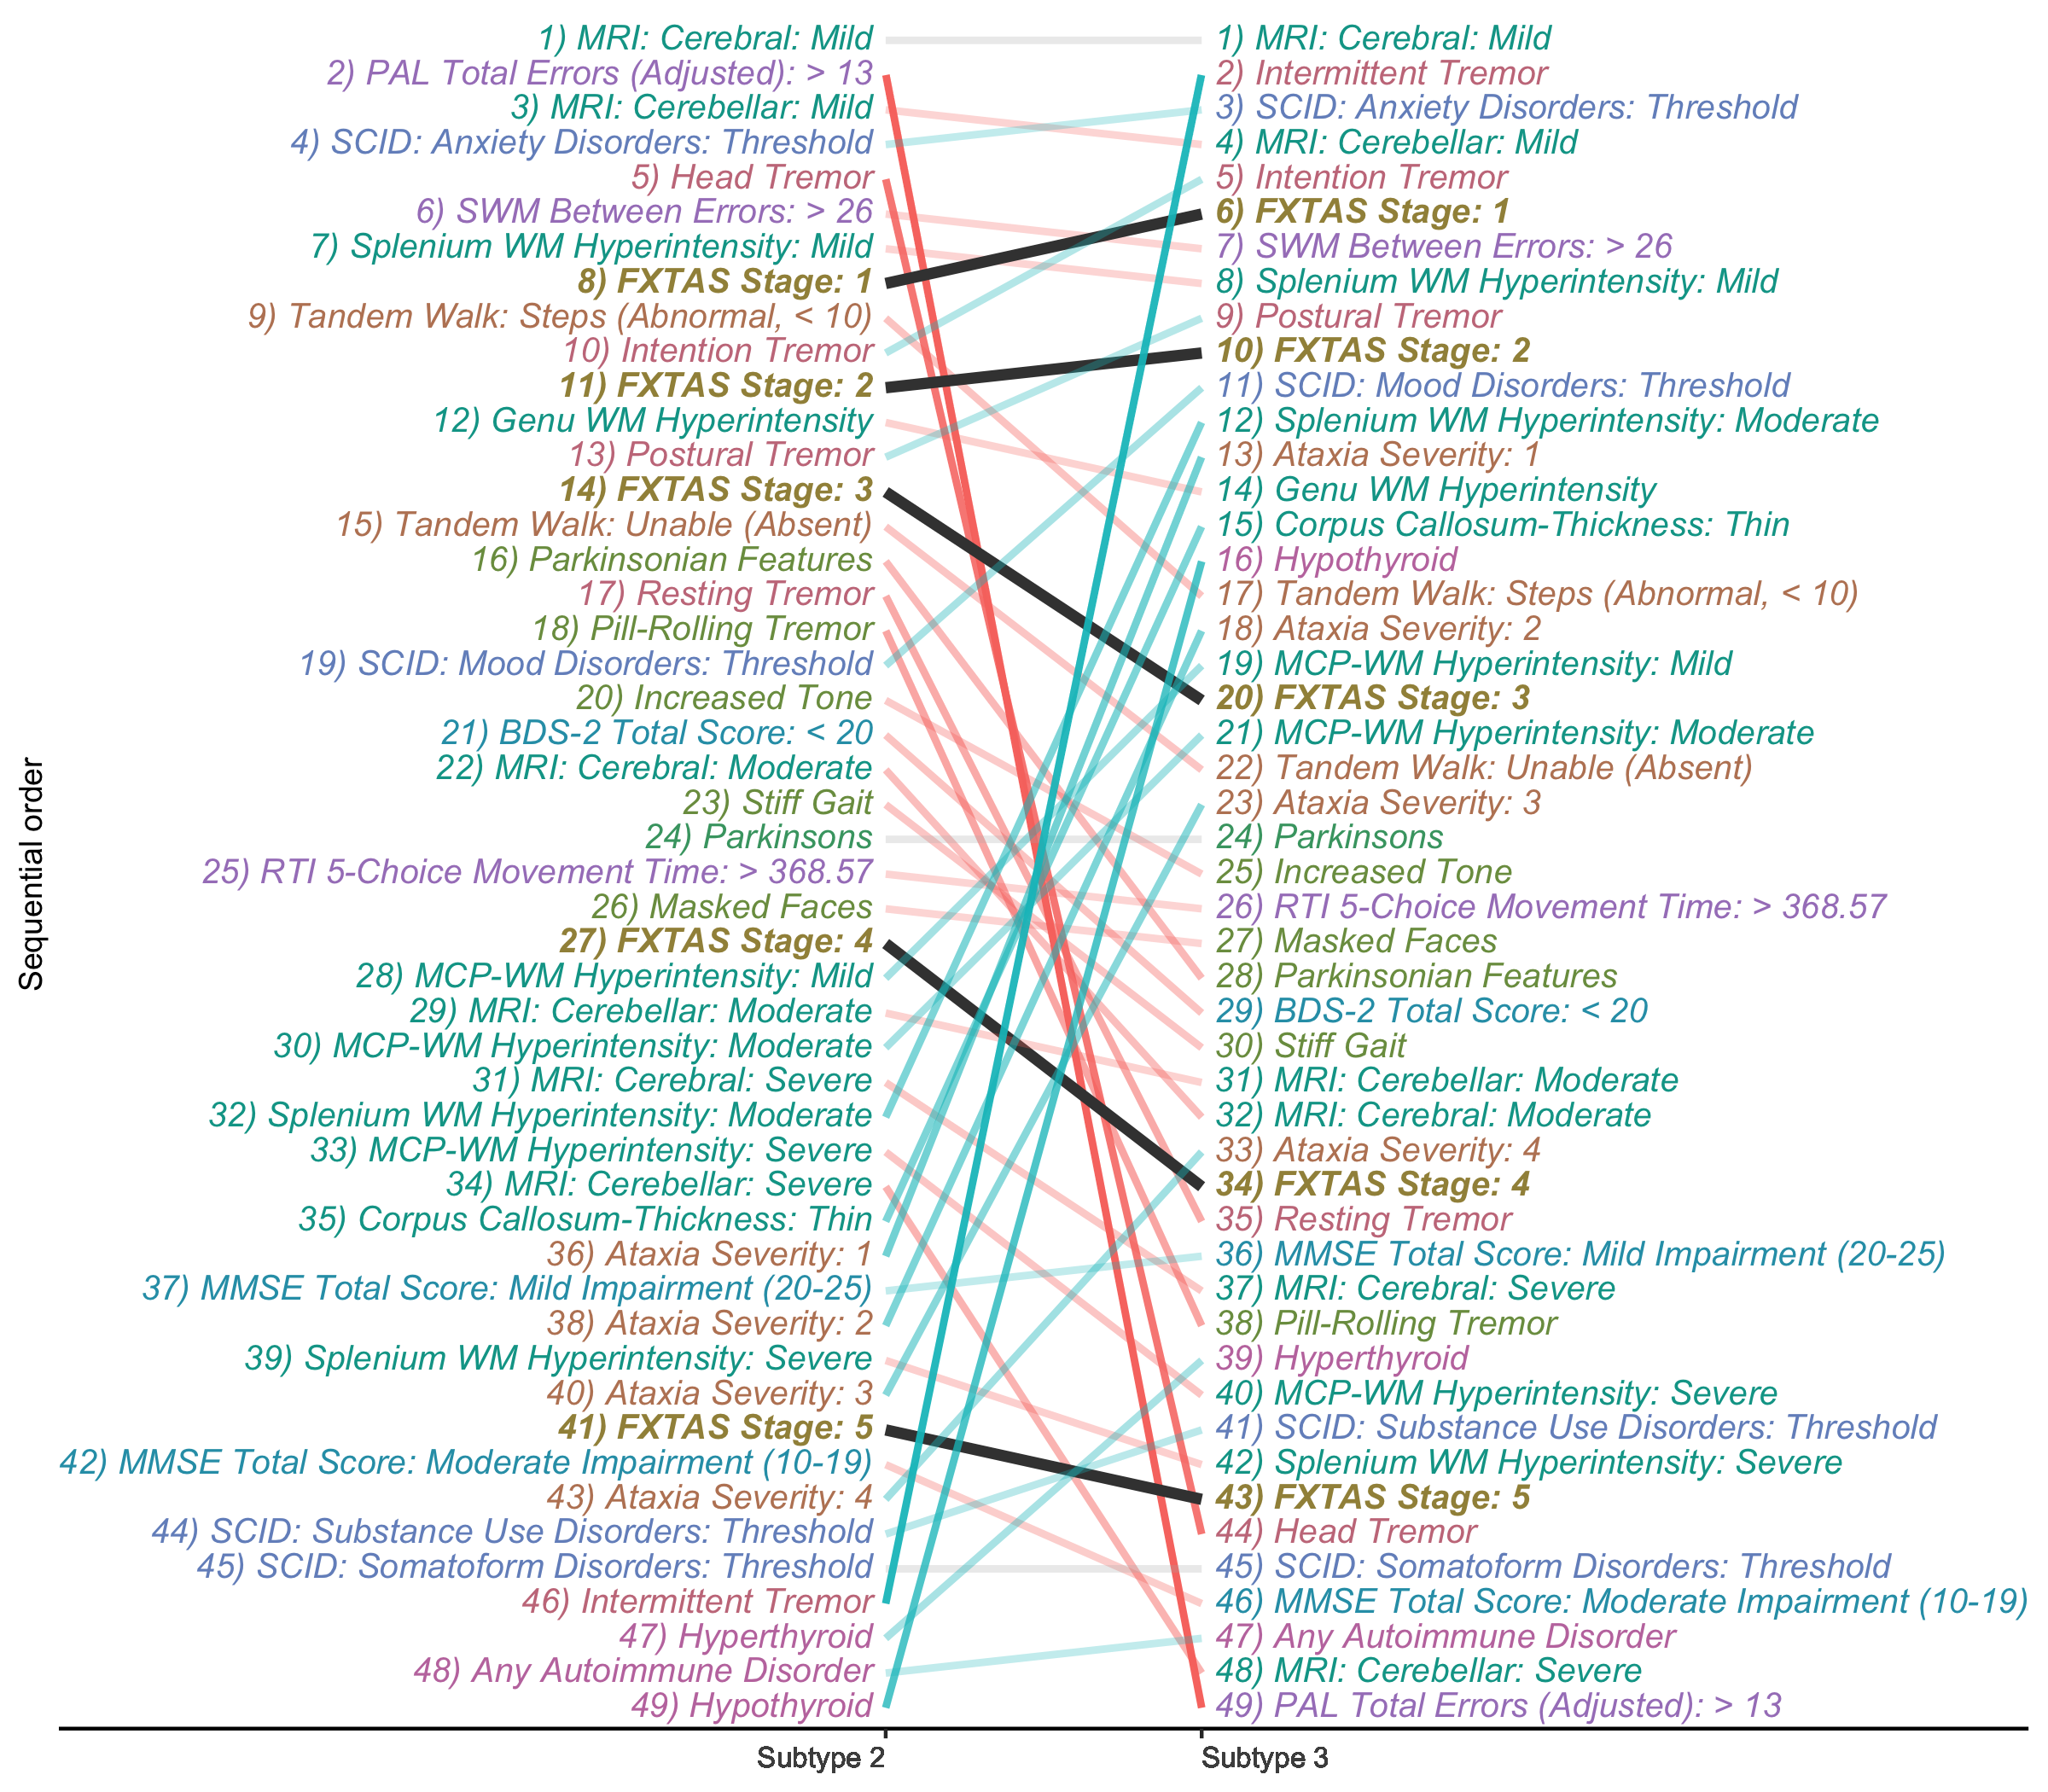 Sequential order
1) MRI: Cerebral: Mild
2) PAL Total Errors (Adjusted): > 13
3) MRI: Cerebellar: Mild
4) SCID: Anxiety Disorders: Threshold
5) Head Tremor
6) SWM Between Errors: > 26
7) Splenium WM Hyperintensity: Mild
8) FXTAS Stage: 1
9) Tandem Walk: Steps (Abnormal, < 10)
10) Intention Tremor
11) FXTAS Stage: 2
12) Genu WM Hyperintensity
13) Postural Tremor
14) FXTAS Stage: 3
15) Tandem Walk: Unable (Absent)
16) Parkinsonian Features
17) Resting Tremor
18) Pill-Rolling Tremor
19) SCID: Mood Disorders: Threshold
20) Increased Tone
21) BDS-2 Total Score: < 20
22) MRI: Cerebral: Moderate
23) Stiff Gait
24) Parkinsons
25) RTI 5-Choice Movement Time: > 368.57
26) Masked Faces
27) FXTAS Stage: 4
28) MCP-WM Hyperintensity: Mild
29) MRI: Cerebellar: Moderate
30) MCP-WM Hyperintensity: Moderate
31) MRI: Cerebral: Severe
32) Splenium WM Hyperintensity: Moderate
33) MCP-WM Hyperintensity: Severe
34) MRI: Cerebellar: Severe
35) Corpus Callosum-Thickness: Thin
36) Ataxia Severity: 1
37) MMSE Total Score: Mild Impairment (20-25)
38) Ataxia Severity: 2
39) Splenium WM Hyperintensity: Severe
40) Ataxia Severity: 3
41) FXTAS Stage: 5
42) MMSE Total Score: Moderate Impairment (10-19)
43) Ataxia Severity: 4
44) SCID: Substance Use Disorders: Threshold
45) SCID: Somatoform Disorders: Threshold
46) Intermittent Tremor
47) Hyperthyroid
48) Any Autoimmune Disorder
49) Hypothyroid
1) MRI: Cerebral: Mild
2) Intermittent Tremor
3) SCID: Anxiety Disorders: Threshold
4) MRI: Cerebellar: Mild
5) Intention Tremor
6) FXTAS Stage: 1
7) SWM Between Errors: > 26
8) Splenium WM Hyperintensity: Mild
9) Postural Tremor
10) FXTAS Stage: 2
11) SCID: Mood Disorders: Threshold
12) Splenium WM Hyperintensity: Moderate
13) Ataxia Severity: 1
14) Genu WM Hyperintensity
15) Corpus Callosum-Thickness: Thin
16) Hypothyroid
17) Tandem Walk: Steps (Abnormal, < 10)
18) Ataxia Severity: 2
19) MCP-WM Hyperintensity: Mild
20) FXTAS Stage: 3
21) MCP-WM Hyperintensity: Moderate
22) Tandem Walk: Unable (Absent)
23) Ataxia Severity: 3
24) Parkinsons
25) Increased Tone
26) RTI 5-Choice Movement Time: > 368.57
27) Masked Faces
28) Parkinsonian Features
29) BDS-2 Total Score: < 20
30) Stiff Gait
31) MRI: Cerebellar: Moderate
32) MRI: Cerebral: Moderate
33) Ataxia Severity: 4
34) FXTAS Stage: 4
35) Resting Tremor
36) MMSE Total Score: Mild Impairment (20-25)
37) MRI: Cerebral: Severe
38) Pill-Rolling Tremor
39) Hyperthyroid
40) MCP-WM Hyperintensity: Severe
41) SCID: Substance Use Disorders: Threshold
42) Splenium WM Hyperintensity: Severe
43) FXTAS Stage: 5
44) Head Tremor
45) SCID: Somatoform Disorders: Threshold
46) MMSE Total Score: Moderate Impairment (10-19)
47) Any Autoimmune Disorder
48) MRI: Cerebellar: Severe
49) PAL Total Errors (Adjusted): > 13
Subtype 2
Subtype 3